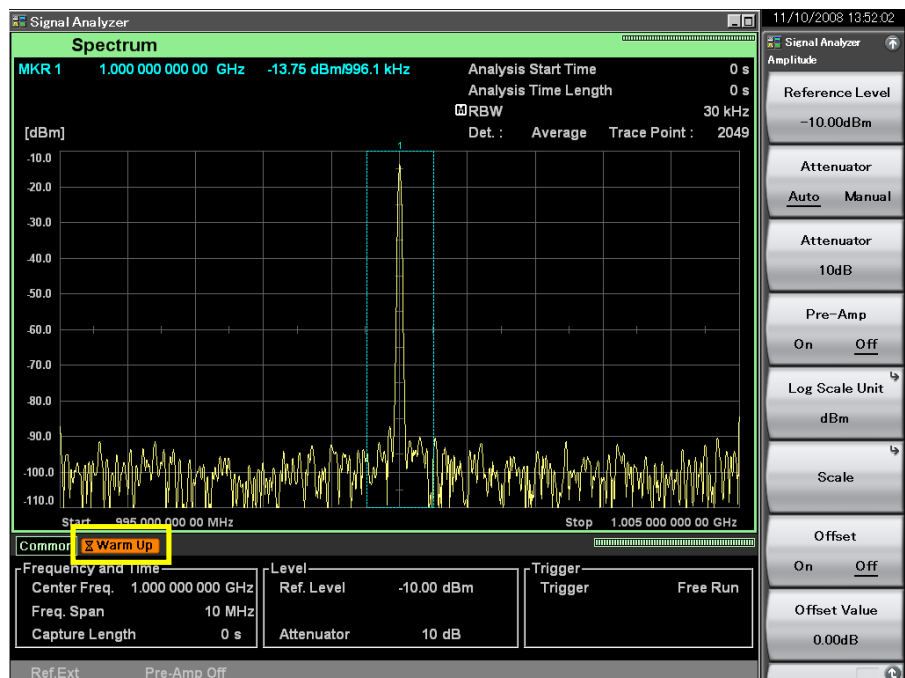 Signal Analyzer
11/10/2008 13:52:02
Spectrum
MKR 1 1.000 000 000 00 GHz -13.75 dBm/996.1 kHz
Analysis Start Time 0 s
Analysis Time Length 0 s
M RBW 30 kHz
[dBm]
Det. : Average Trace Point : 2049
1
-10.0
-20.0
-30.0
-40.0
-50.0
-60.0
-70.0
-80.0
-90.0
-100.0
-110.0
Start 995.000 000 00 MHz
Stop 1.005 000 000 00 GHz
Common
Warm Up
Frequency and Time
Center Freq. 1.000 000 000 GHz
Freq. Span 10 MHz
Capture Length 0 s
Level
Ref. Level -10.00 dBm
Attenuator 10 dB
Trigger
Trigger Free Run
Ref.Ext Pre-Amp Off
Signal Analyzer
Amplitude
Reference Level
-10.00dBm
Attenuator
Auto Manual
Attenuator
10dB
Pre-Amp
On Off
Log Scale Unit
dBm
Scale
Offset
On Off
Offset Value
0.00dB